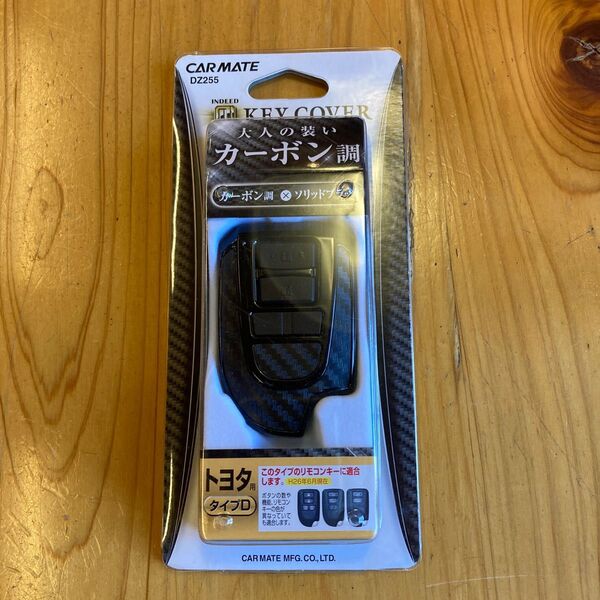 CARMATE
DZ255
INDEED
KEY COVER
大人の装い
カーボン調
カーボン調 × ソリッドブラ
トヨタ用
タイプD
このタイプのリモコンキーに適合
します。H26年6月現在
ボタンの数や
機能、リモコン
キーの色が
異なっていて
も適合します。
CARMATE MFG.CO.,LTD.